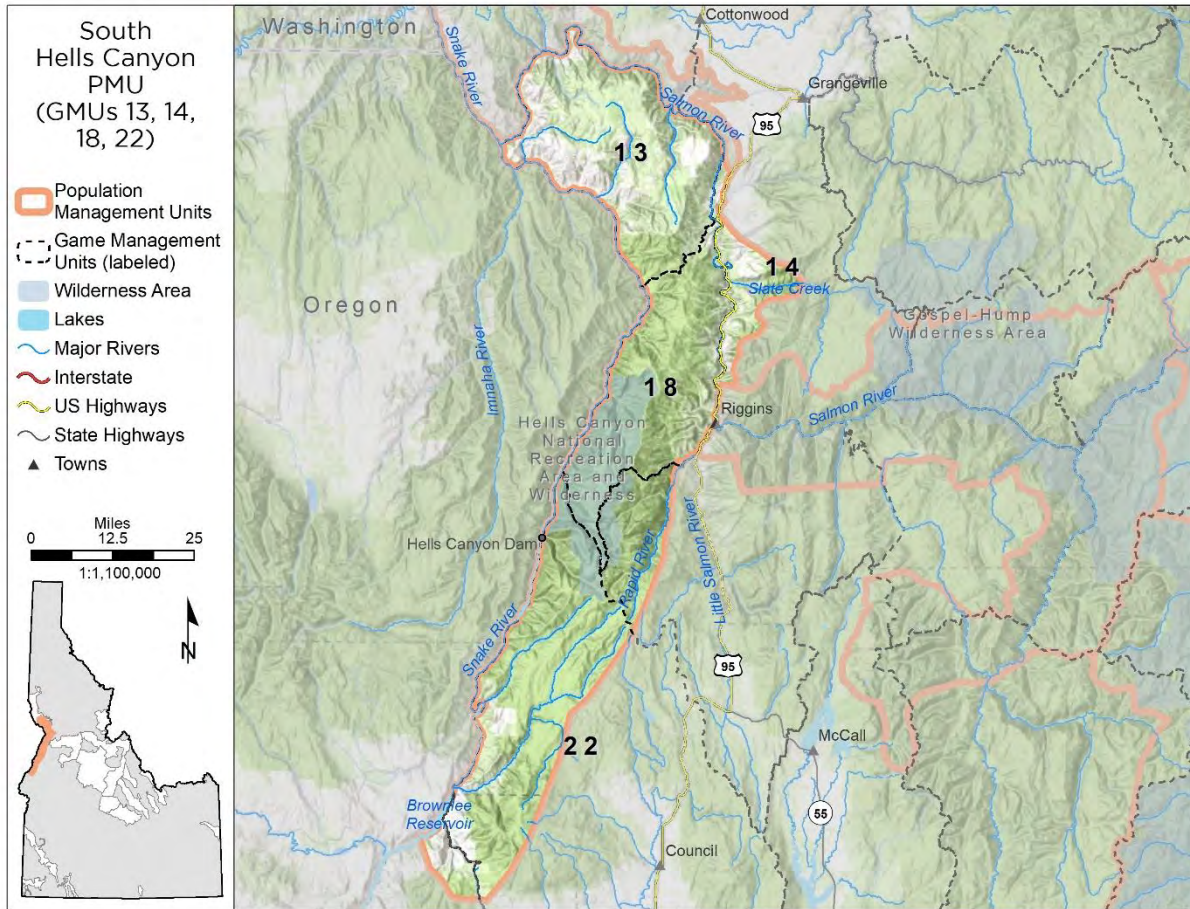 South
Hells Canyon
PMU
(GMUs 13, 14,
18, 22)
Population
Management Units
Game Management
Units (labeled)
Wilderness Area
Lakes
Major Rivers
Interstate
US Highways
State Highways
Towns
Miles
0 12.5 25
1:1,100,000
N
Washington
Snake River
Cottonwood
Grangeville
Salmon River
95
13
14
Slate Creek
Oregon
Imnaha River
Gospel-Hump
Wilderness Area
18
Salmon River
Riggins
Hells Canyon
National
Recreation
Area and
Wilderness
Hells Canyon Dam
Rapid River
Little Salmon River
Snake River
95
22
McCall
Brownlee
Reservoir
55
Council